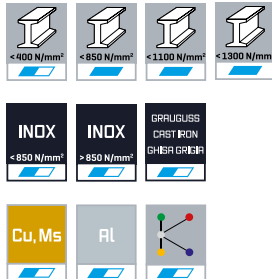 <400 N/mm²
<850 N/mm²
<1100 N/mm²
<1300 N/mm²
INOX
<850 N/mm²
INOX
>850 N/mm²
GRAUGUSS
CAST IRON
GHISA GRIGIA
Cu, Ms
Al